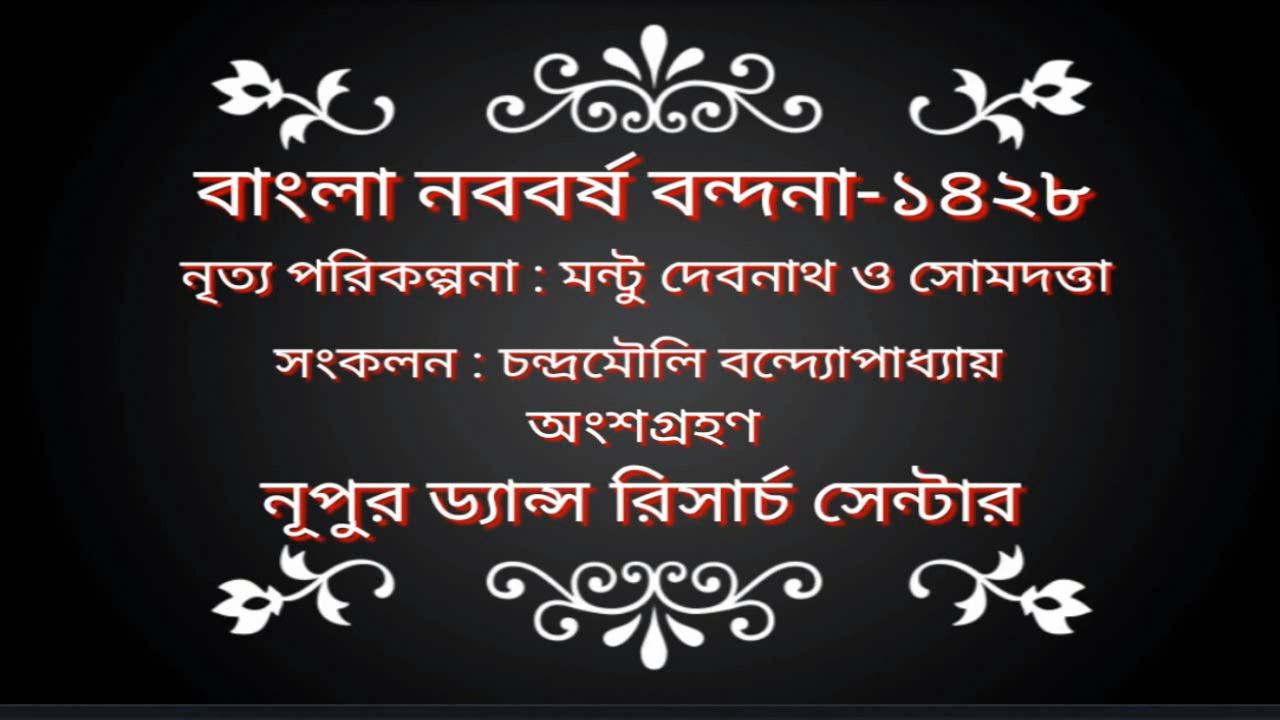 বাংলা নববর্ষ বন্দনা-১৪২৮
নৃত্য পরিকল্পনা : মন্টু দেবনাথ ও সোমদত্তা
সংকলন : চন্দ্রমৌলি বন্দ্যোপাধ্যায়
অংশগ্রহণ
নূপুর ড্যান্স রিসার্চ সেন্টার